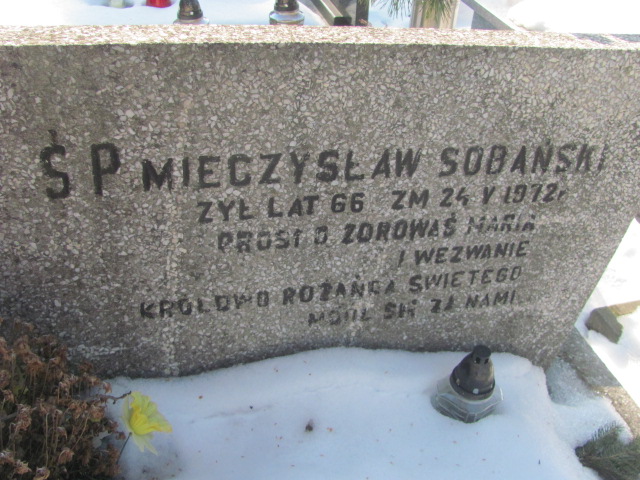 ŚP MIECZYSŁAW SOBAŃSKI
ŻYŁ LAT 66 ZM 24 V 1972r
PROSI O ZDROWAŚ MARIA
I WEZWANIE
KRÓLOWO RÓŻAŃCA ŚWIĘTEGO
MÓDL SIĘ ZA NAMI